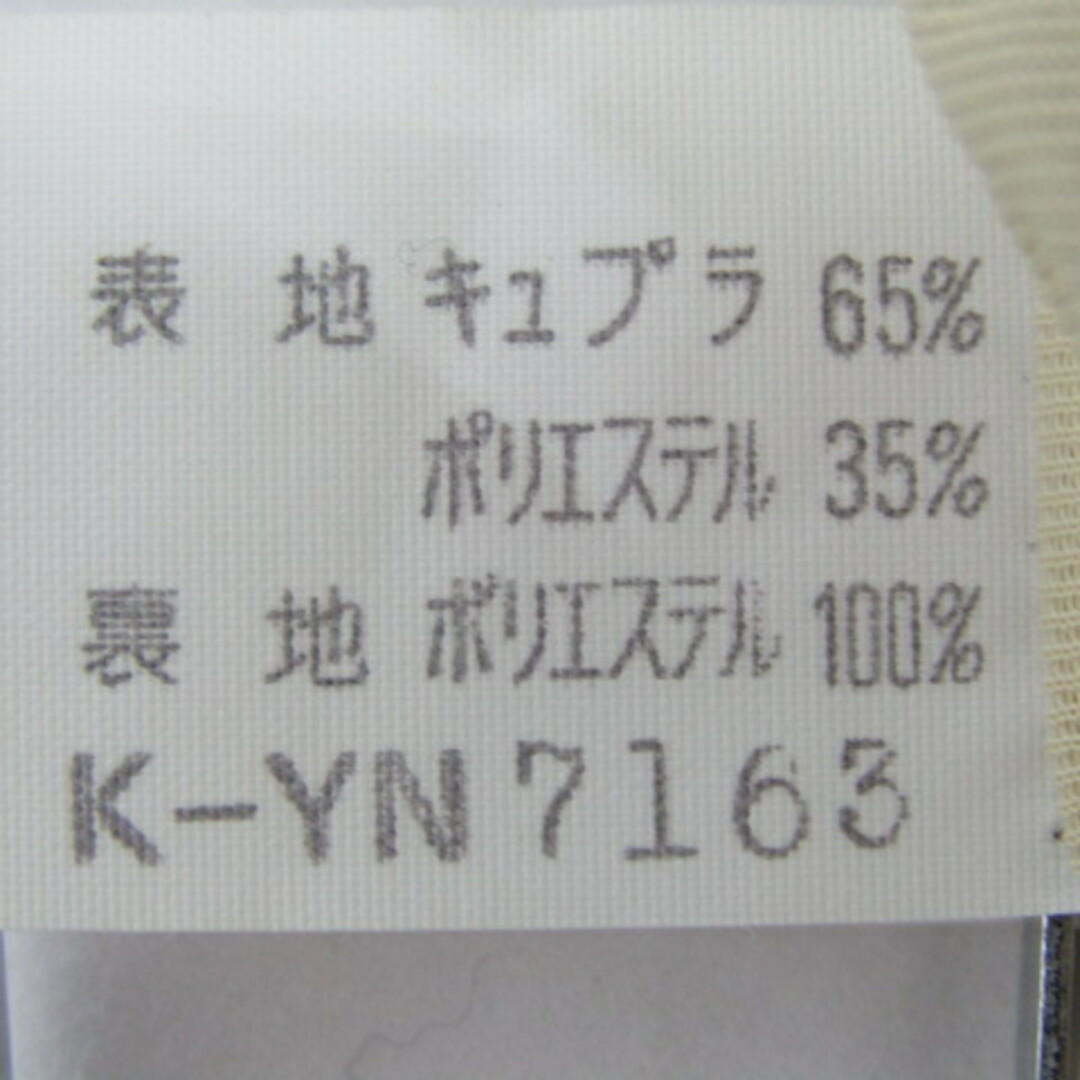 表 地 キュプラ 65%
ポリエステル 35%
裏 地 ポリエステル 100%
K-YN7163